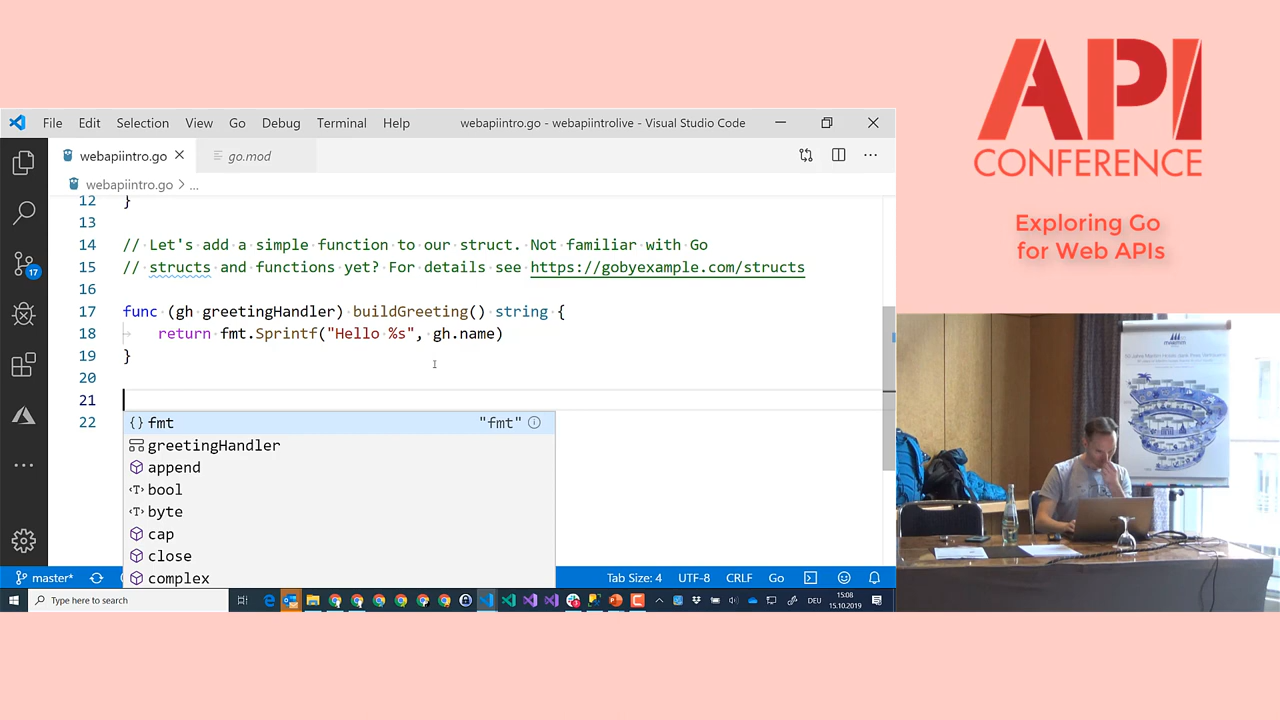 File Edit Selection View Go Debug Terminal Help webapiintro.go - webapiintrolive - Visual Studio Code
webapiintro.go go.mod
webapiintro.go > ...
12 }
13
14 // Let's add a simple function to our struct. Not familiar with Go
15 // structs and functions yet? For details see https://gobyexample.com/structs
16
17 func (gh greetingHandler) buildGreeting() string {
18 return fmt.Sprintf("Hello %s", gh.name)
19 }
20
21
22
{} fmt "fmt"
greetingHandler
append
bool
byte
cap
close
complex
17
master* Tab Size: 4 UTF-8 CRLF Go
Type here to search DEU 15:08
15.10.2019
API
CONFERENCE
Exploring Go
for Web APIs
maritim